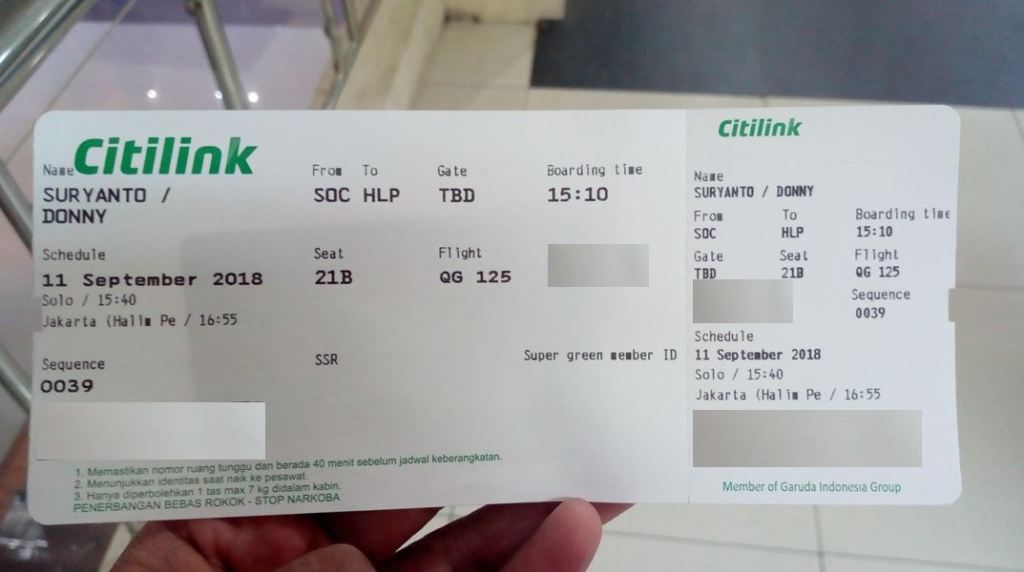 Citilink
Name
SURYANTO /
DONNY
From To Gate Boarding time
SOC HLP TBD 15:10
Schedule Seat Flight
11 September 2018 21B QG 125
Solo / 15:40
Jakarta (Halim Pe / 16:55
Sequence SSR Super green member ID
0039
1. Memastikan nomor ruang tunggu dan berada 40 menit sebelum jadwal keberangkatan.
2. Menunjukkan identitas saat naik ke pesawat.
3. Hanya diperbolehkan 1 tas max 7 kg didalam kabin.
PENERBANGAN BEBAS ROKOK - STOP NARKOBA
Citilink
Name
SURYANTO / DONNY
From To Boarding time
SOC HLP 15:10
Gate Seat Flight
TBD 21B QG 125
Sequence
0039
Schedule
11 September 2018
Solo / 15:40
Jakarta (Halim Pe / 16:55
Member of Garuda Indonesia Group